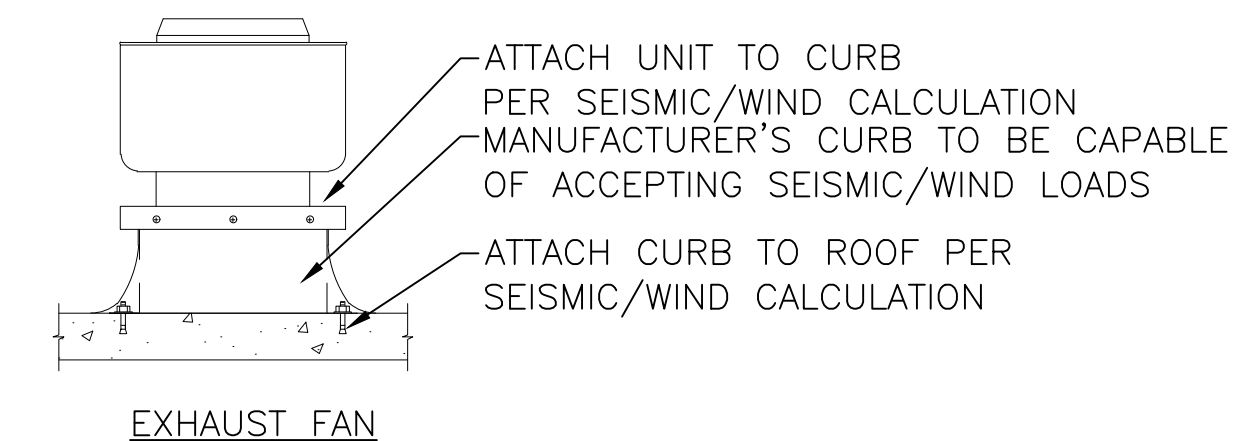 ATTACH UNIT TO CURB
PER SEISMIC/WIND CALCULATION
MANUFACTURER'S CURB TO BE CAPABLE
OF ACCEPTING SEISMIC/WIND LOADS
ATTACH CURB TO ROOF PER
SEISMIC/WIND CALCULATION
EXHAUST FAN